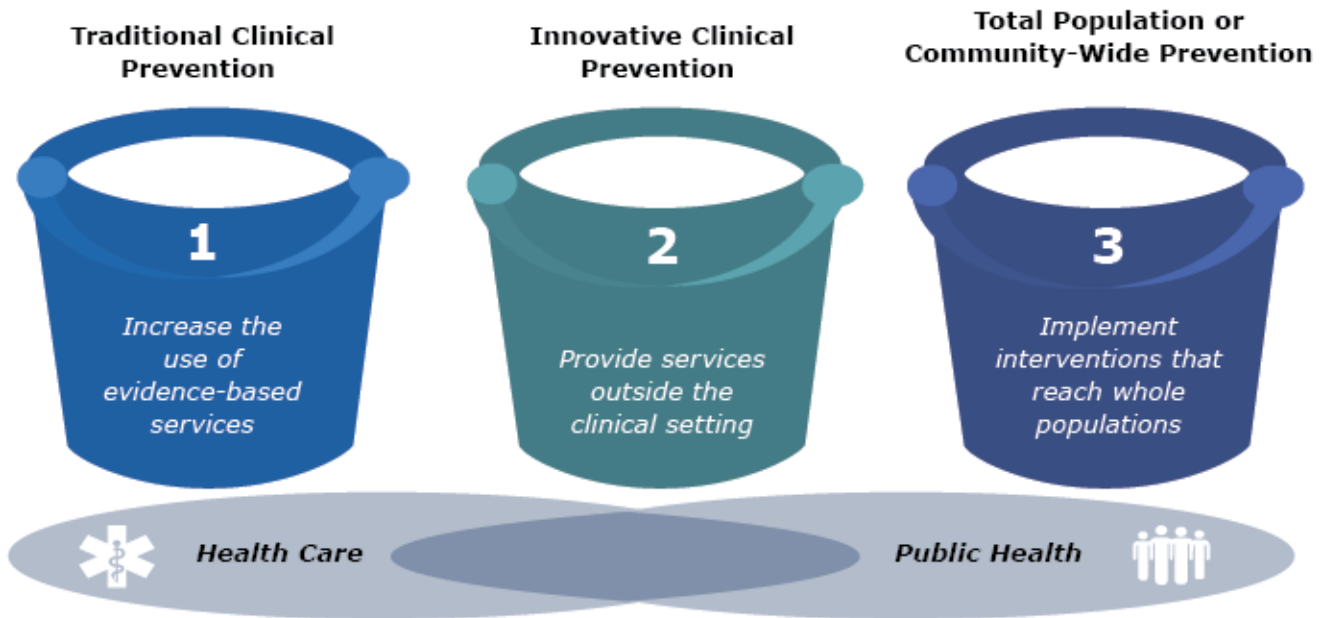 Traditional Clinical
Prevention
Innovative Clinical
Prevention
Total Population or
Community-Wide Prevention
1
Increase the
use of
evidence-based
services
2
Provide services
outside the
clinical setting
3
Implement
interventions that
reach whole
populations
Health Care
Public Health